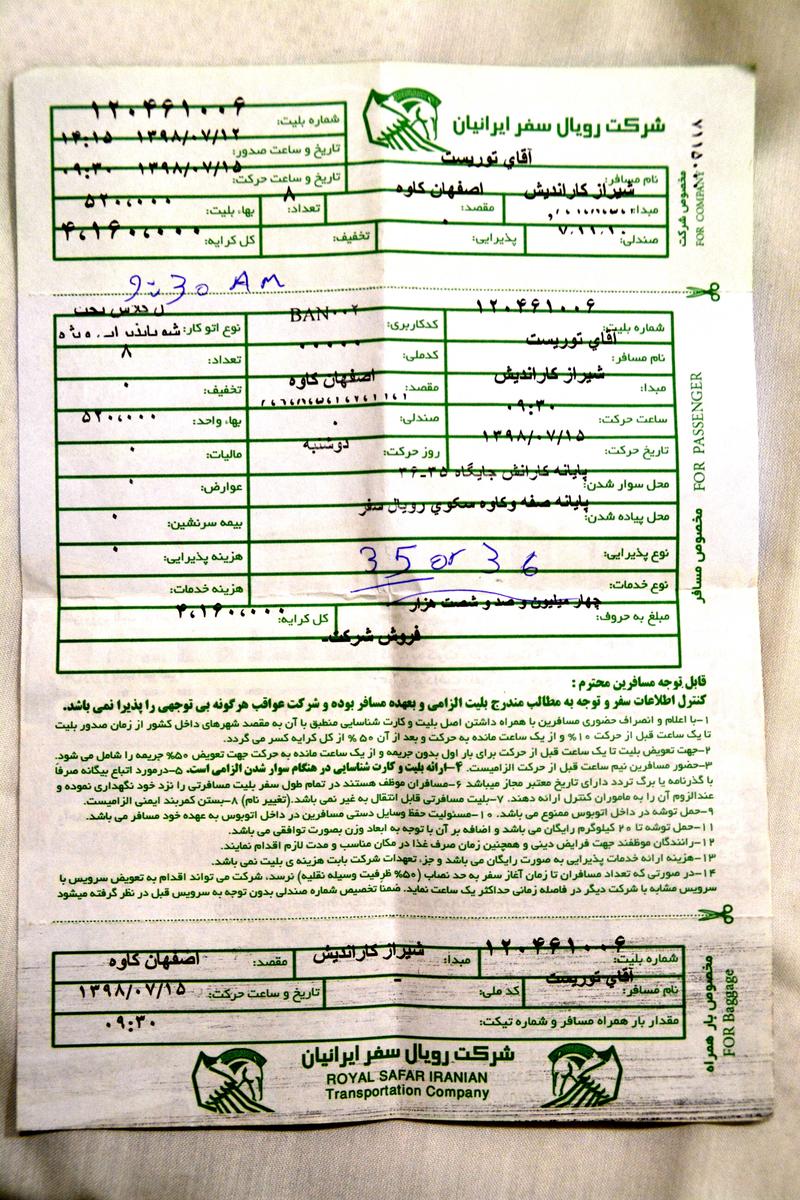 شرکت رویال سفر ایرانیان
شماره بلیت: ۱۲۰۴۶۱۰۰۶
تاریخ و ساعت صدور: ۱۳۹۸/۰۷/۱۲ ۱۴:۱۵
تاریخ و ساعت حرکت: ۱۳۹۸/۰۷/۱۵ ۰۹:۳۰
نام مسافر: آقاي توریست
مبدا: شیراز کاراندیش
مقصد: اصفهان کاوه
تعداد: ۸
بهاء بلیت: ۵۲۰,۰۰۰
صندلی:
پذیرایی: ۰
تخفیف:
کل کرایه: ۴,۱۶۰,۰۰۰
مخصوص شرکت
FOR COMPANY
9:30 AM
شماره بلیت: ۱۲۰۴۶۱۰۰۶
کدکاربری: BAN۰۰۲
نوع اتوکار:
نام مسافر: آقاي توریست
کدملی: ۰۰۰۰۰
تعداد: ۸
مبدا: شیراز کاراندیش
مقصد: اصفهان کاوه
تخفیف: ۰
ساعت حرکت: ۰۹:۳۰
صندلی:
بهاء واحد: ۵۲۰,۰۰۰
تاریخ حرکت: ۱۳۹۸/۰۷/۱۵
روز حرکت: دوشنبه
مالیات: ۰
محل سوار شدن: پایانه کارانش جایگاه ۳۵-۳۶
عوارض: ۰
محل پیاده شدن: پایانه صفه وکاوه سکوي رویال سفر
بیمه سرنشین: ۰
نوع پذیرایی:
هزینه پذیرایی: ۰
35 or 36
نوع خدمات:
هزینه خدمات:
مبلغ به حروف: چهار میلیون و صد و شصت هزار
کل کرایه: ۴,۱۶۰,۰۰۰
فروش شرکت-
مخصوص مسافر FOR PASSENGER
قابل توجه مسافرین محترم :
کنترل اطلاعات سفر و توجه به مطالب مندرج بلیت الزامی و بعهده مسافر بوده و شرکت عواقب هرگونه بی توجهی را پذیرا نمی باشد.
۱-با اعلام و انصراف حضوری مسافرین با همراه داشتن اصل بلیت و کارت شناسایی منطبق با آن به مقصد شهرهای داخل کشور از زمان صدور بلیت
تا یک ساعت قبل از حرکت ۱۰% و از یک ساعت مانده به حرکت و بعد از آن ۵۰ % از کل کرایه کسر می گردد.
۲-جهت تعویض بلیت تا یک ساعت قبل از حرکت برای بار اول بدون جریمه و از یک ساعت مانده به حرکت جهت تعویض ۵۰% جریمه را شامل می شود.
۳-حضور مسافرین نیم ساعت قبل از حرکت الزامیست. ۴-ارائه بلیت و کارت شناسایی در هنگام سوار شدن الزامی است. ۵-درمورد اتباع بیگانه صرفا
با گذرنامه یا برگ تردد دارای تاریخ معتبر مجاز میباشد ۶-مسافران موظف هستند در تمام طول سفر بلیت مسافرتی را نزد خود نگهداری نموده و
عنداللزوم آن را به ماموران کنترل ارائه دهند. ۷-بلیت مسافرتی قابل انتقال به غیر نمی باشد.(تغییر نام) ۸-بستن کمربند ایمنی الزامیست.
۹-حمل توشه در داخل اتوبوس ممنوع می باشد. ۱۰-مسئولیت حفظ وسایل دستی مسافرین در داخل اتوبوس به عهده خود مسافر می باشد.
۱۱-حمل توشه تا ۲۰ کیلوگرم رایگان می باشد و اضافه بر آن با توجه به ابعاد وزن بصورت توافقی می باشد.
۱۲-رانندگان موظفند جهت فرایض دینی و همچنین زمان صرف غذا در مکان مناسب و مدت لازم اقدام نمایند.
۱۳-هزینه ارائه خدمات پذیرایی به صورت رایگان می باشد و جزء تعهدات شرکت بابت هزینه ی بلیت نمی باشد.
۱۴-در صورتی که تعداد مسافران تا زمان آغاز سفر به حد نصاب (۵۰% ظرفیت وسیله نقلیه) نرسد، شرکت می تواند اقدام به تعویض سرویس با
سرویس مشابه یا شرکت دیگر در فاصله زمانی حداکثر یک ساعت نماید. ضمنا تخصیص شماره صندلی بدون توجه به سرویس قبل در نظر گرفته میشود
شماره بلیت: ۱۲۰۴۶۱۰۰۶
مبدا: شیراز کاراندیش
مقصد: اصفهان کاوه
نام مسافر: آقاي توریست
کد ملی: -
تاریخ و ساعت حرکت: ۱۳۹۸/۰۷/۱۵
مقدار بار همراه مسافر و شماره تیکت:
۰۹:۳۰
مخصوص بار همراه
FOR Baggage
شرکت رویال سفر ایرانیان
ROYAL SAFAR IRANIAN
Transportation Company